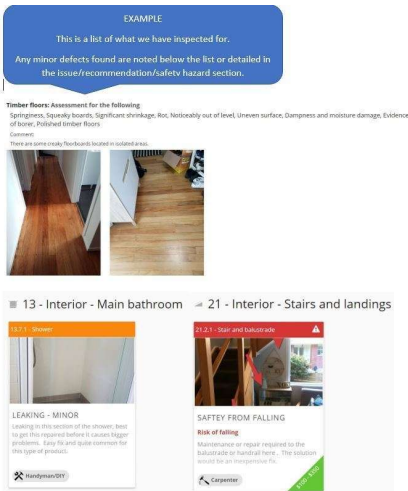 EXAMPLE
This is a list of what we have inspected for.
Any minor defects found are noted below the list or detailed in
the issue/recommendation/safety hazard section.
Timber floors: Assessment for the following
Springiness, Squeaky boards, Significant shrinkage, Rot, Noticeably out of level, Uneven surface, Dampness and moisture damage, Evidence
of borer, Polished timber floors
Comment:
There are some creaky floorboards located in isolated areas.
13 - Interior - Main bathroom
13.7.1 - Shower
LEAKING - MINOR
Leaking in this section of the shower, best
to get this repaired before it causes bigger
problems. Easy fix and quite common for
this type of product.
Handyman/DIY
21 - Interior - Stairs and landings
21.2.1 - Stair and balustrade
SAFTEY FROM FALLING
Risk of falling
Maintenance or repair required to the
balustrade or handrail here. The solution
would be an inexpensive fix.
Carpenter